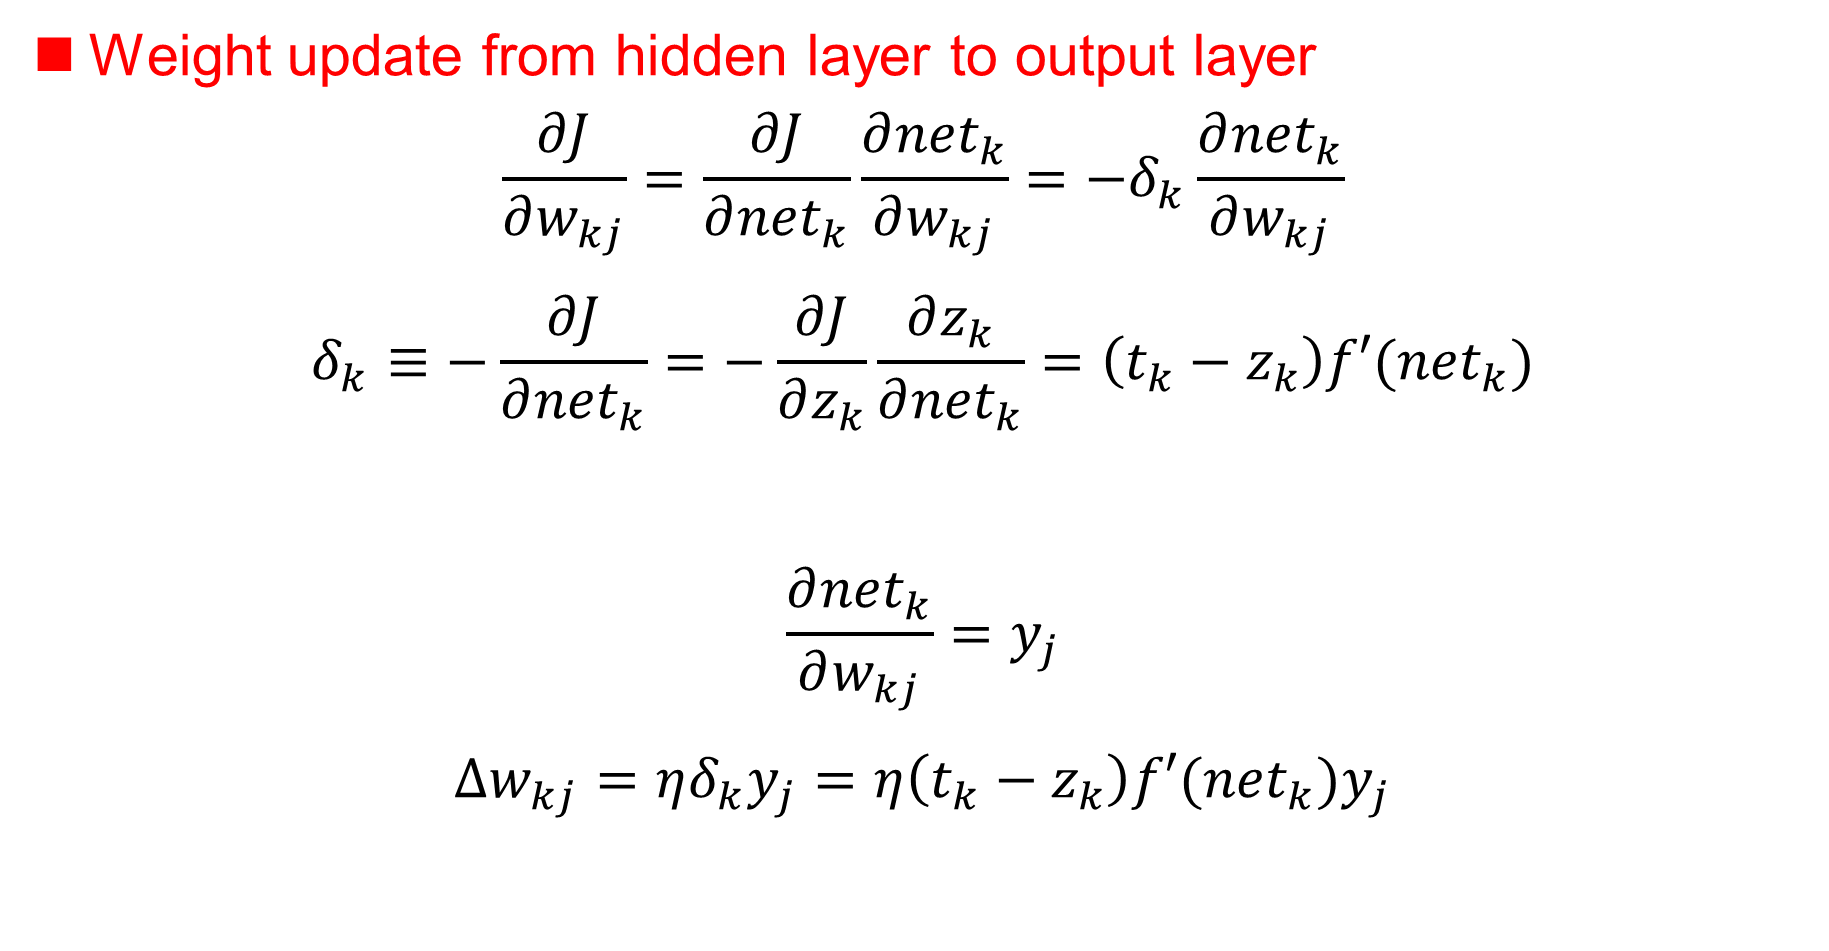 ■ Weight update from hidden layer to output layer
∂J/∂w_kj = ∂J/∂net_k ∂net_k/∂w_kj = −δ_k ∂net_k/∂w_kj
δ_k ≡ − ∂J/∂net_k = − ∂J/∂z_k ∂z_k/∂net_k = (t_k − z_k)f′(net_k)
∂net_k/∂w_kj = y_j
Δw_kj = ηδ_k y_j = η(t_k − z_k)f′(net_k)y_j